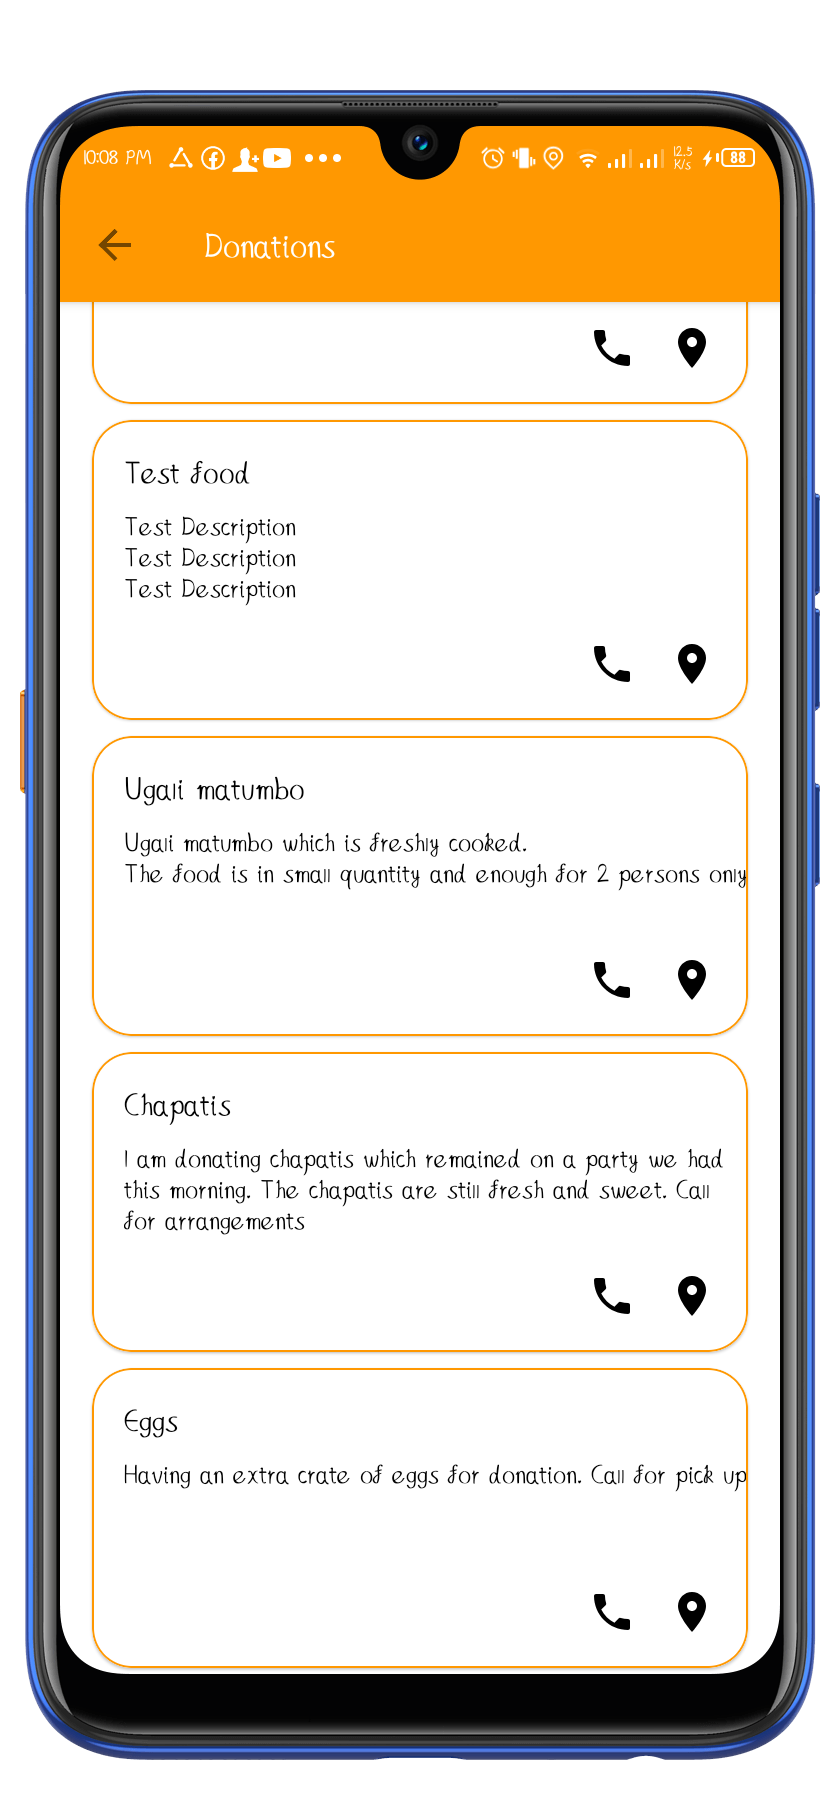 10:08 PM
12.5
K/s
88
Donations
Test food
Test Description
Test Description
Test Description
Ugali matumbo
Ugali matumbo which is freshly cooked.
The food is in small quantity and enough for 2 persons only
Chapatis
I am donating chapatis which remained on a party we had
this morning. The chapatis are still fresh and sweet. Call
for arrangements
Eggs
Having an extra crate of eggs for donation. Call for pick up